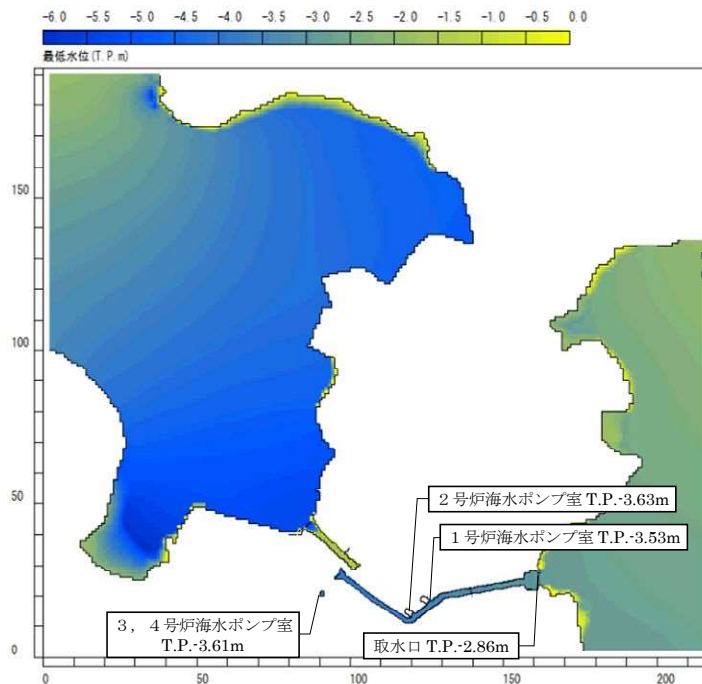 -6.0 -5.5 -5.0 -4.5 -4.0 -3.5 -3.0 -2.5 -2.0 -1.5 -1.0 -0.5 0.0
最低水位(T.P.m)
150
100
50
0
2号炉海水ポンプ室 T.P.-3.63m
1号炉海水ポンプ室 T.P.-3.53m
3，4号炉海水ポンプ室
T.P.-3.61m
取水口 T.P.-2.86m
0 50 100 150 200